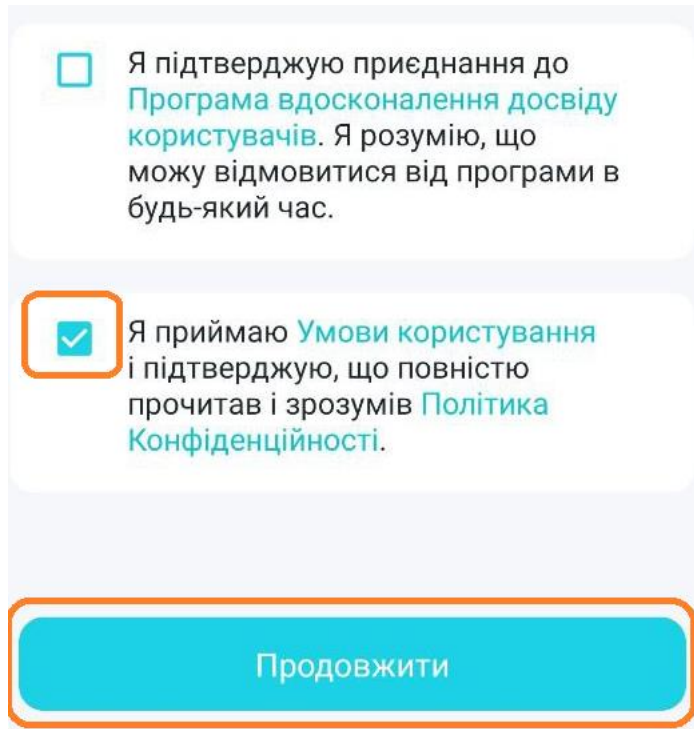 Я підтверджую приєднання до
Програма вдосконалення досвіду
користувачів. Я розумію, що
можу відмовитися від програми в
будь-який час.
Я приймаю Умови користування
і підтверджую, що повністю
прочитав і зрозумів Політика
Конфіденційності.
Продовжити